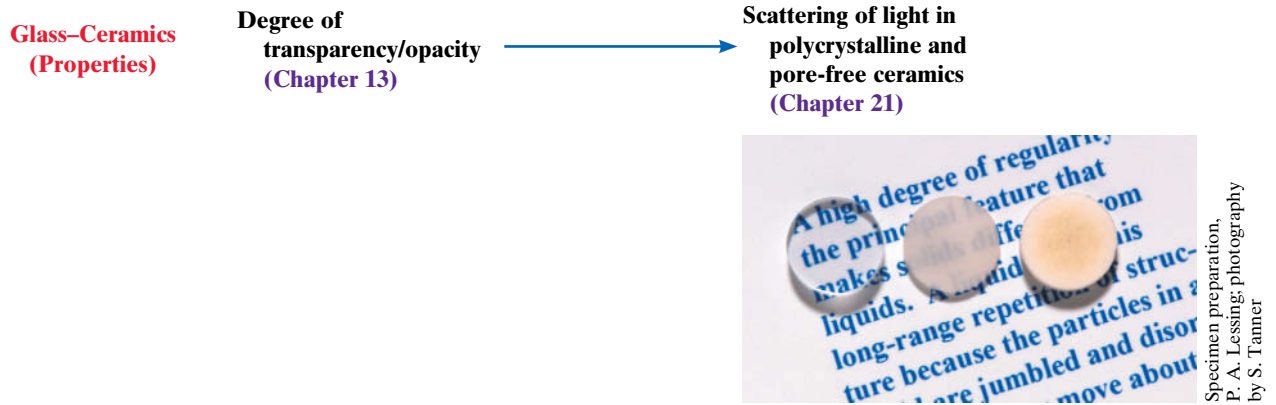 Glass–Ceramics
(Properties)
Degree of
transparency/opacity
(Chapter 13)
Scattering of light in
polycrystalline and
pore-free ceramics
(Chapter 21)
A high degree of regularity
the principal feature that
makes solids differ from
liquids. A liquid his
long-range repetition of struc-
ture because the particles in a
are jumbled and disor
move about
Specimen preparation,
P. A. Lessing; photography
by S. Tanner